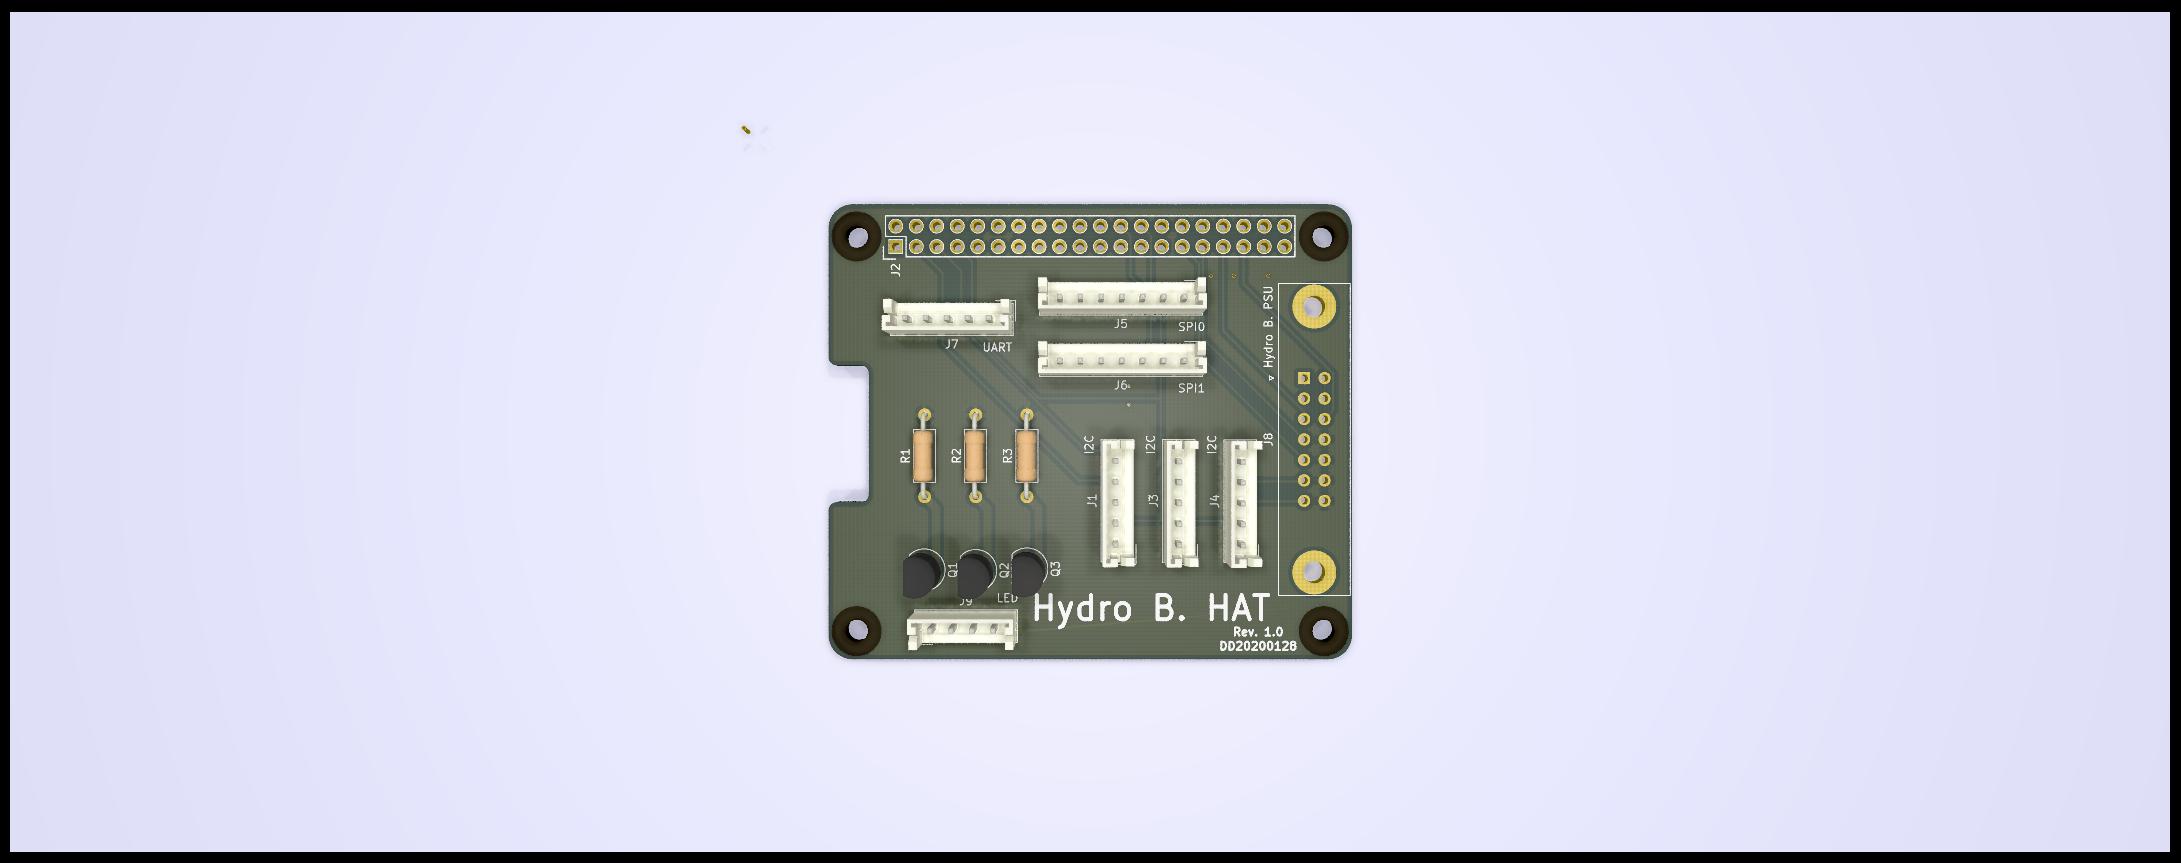 J2
Hydro B. PSU
J5
SPI0
J7
UART
J6
SPI1
I2C
I2C
I2C
J8
R1
R2
R3
J1
J3
J4
Q1
Q2
Q3
J9
LED
Hydro B. HAT
Rev. 1.0
DD20200128